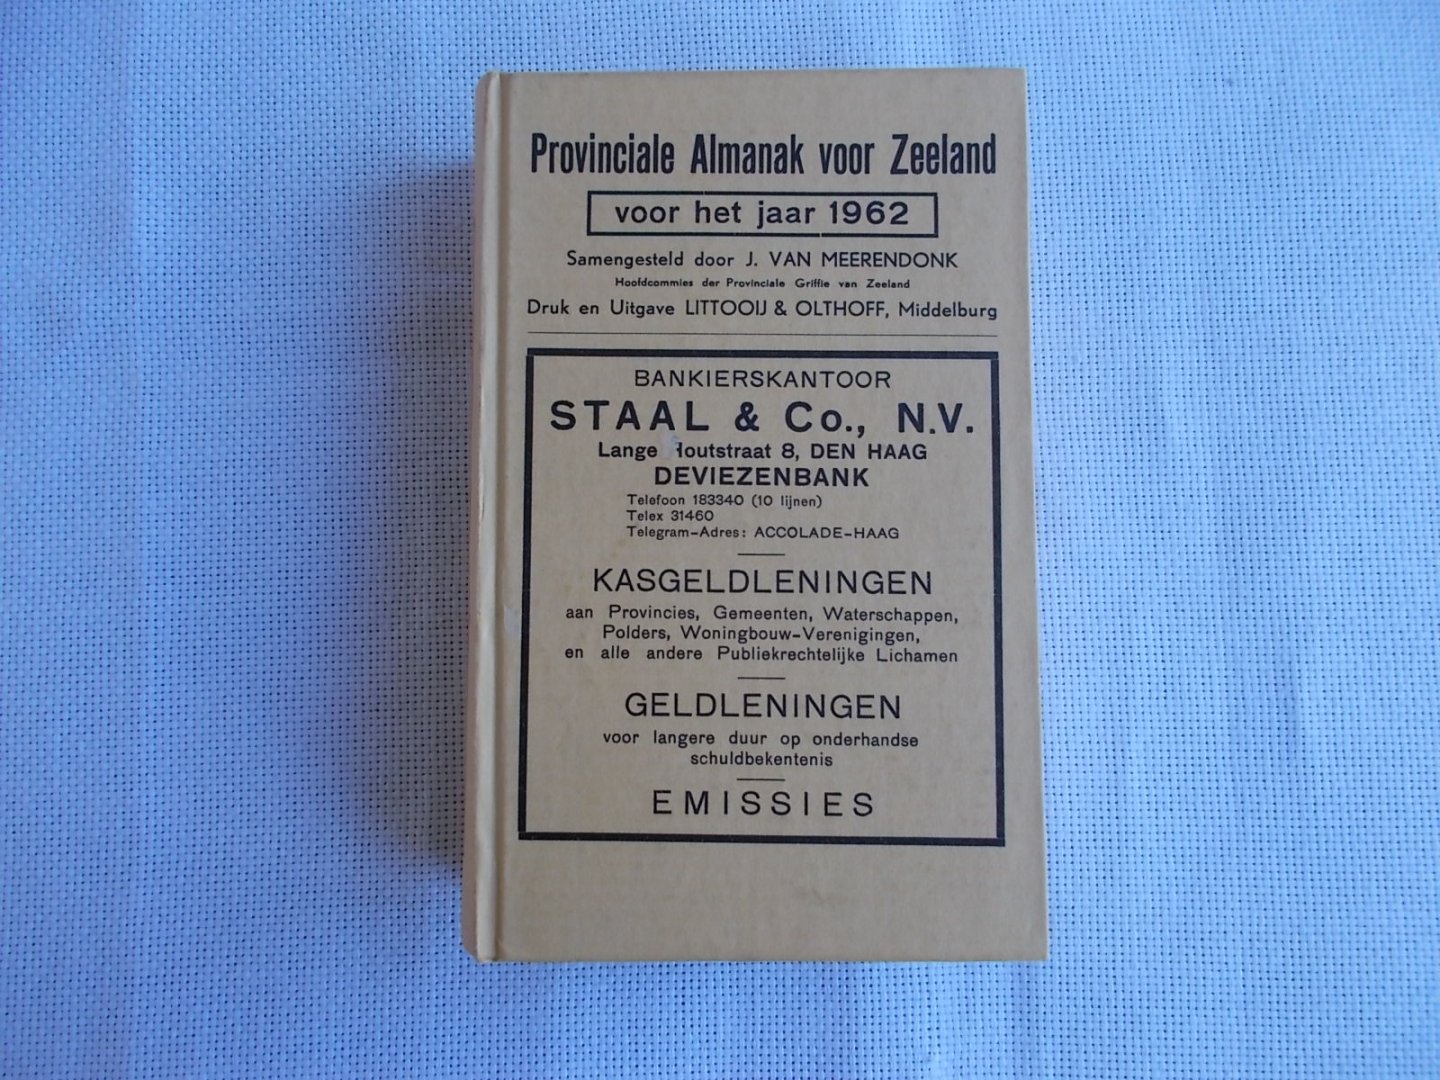 Provinciale Almanak voor Zeeland
voor het jaar 1962
Samengesteld door J. VAN MEERENDONK
Hoofdcommies der Provinciale Griffie van Zeeland
Druk en Uitgave LITTOOIJ & OLTHOFF, Middelburg
BANKIERSKANTOOR
STAAL & Co., N.V.
Lange Houtstraat 8, DEN HAAG
DEVIEZENBANK
Telefoon 183340 (10 lijnen)
Telex 31460
Telegram-Adres: ACCOLADE-HAAG
KASGELDLENINGEN
aan Provincies, Gemeenten, Waterschappen,
Polders, Woningbouw-Verenigingen,
en alle andere Publiekrechtelijke Lichamen
GELDLENINGEN
voor langere duur op onderhandse
schuldbekentenis
EMISSIES